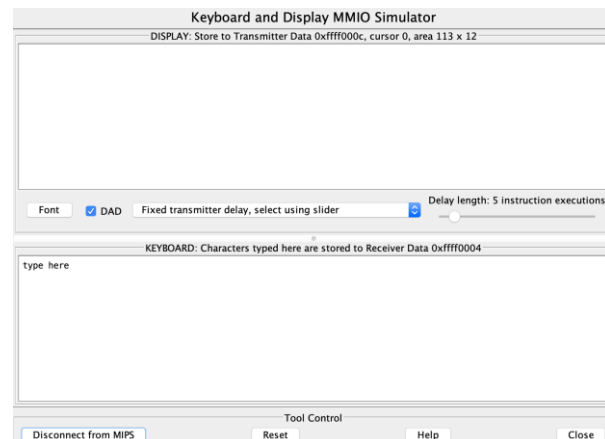 Keyboard and Display MMIO Simulator
DISPLAY: Store to Transmitter Data 0xffff000c, cursor 0, area 113 x 12
Font DAD Fixed transmitter delay, select using slider Delay length: 5 instruction executions
KEYBOARD: Characters typed here are stored to Receiver Data 0xffff0004
type here
Tool Control
Disconnect from MIPS Reset Help Close